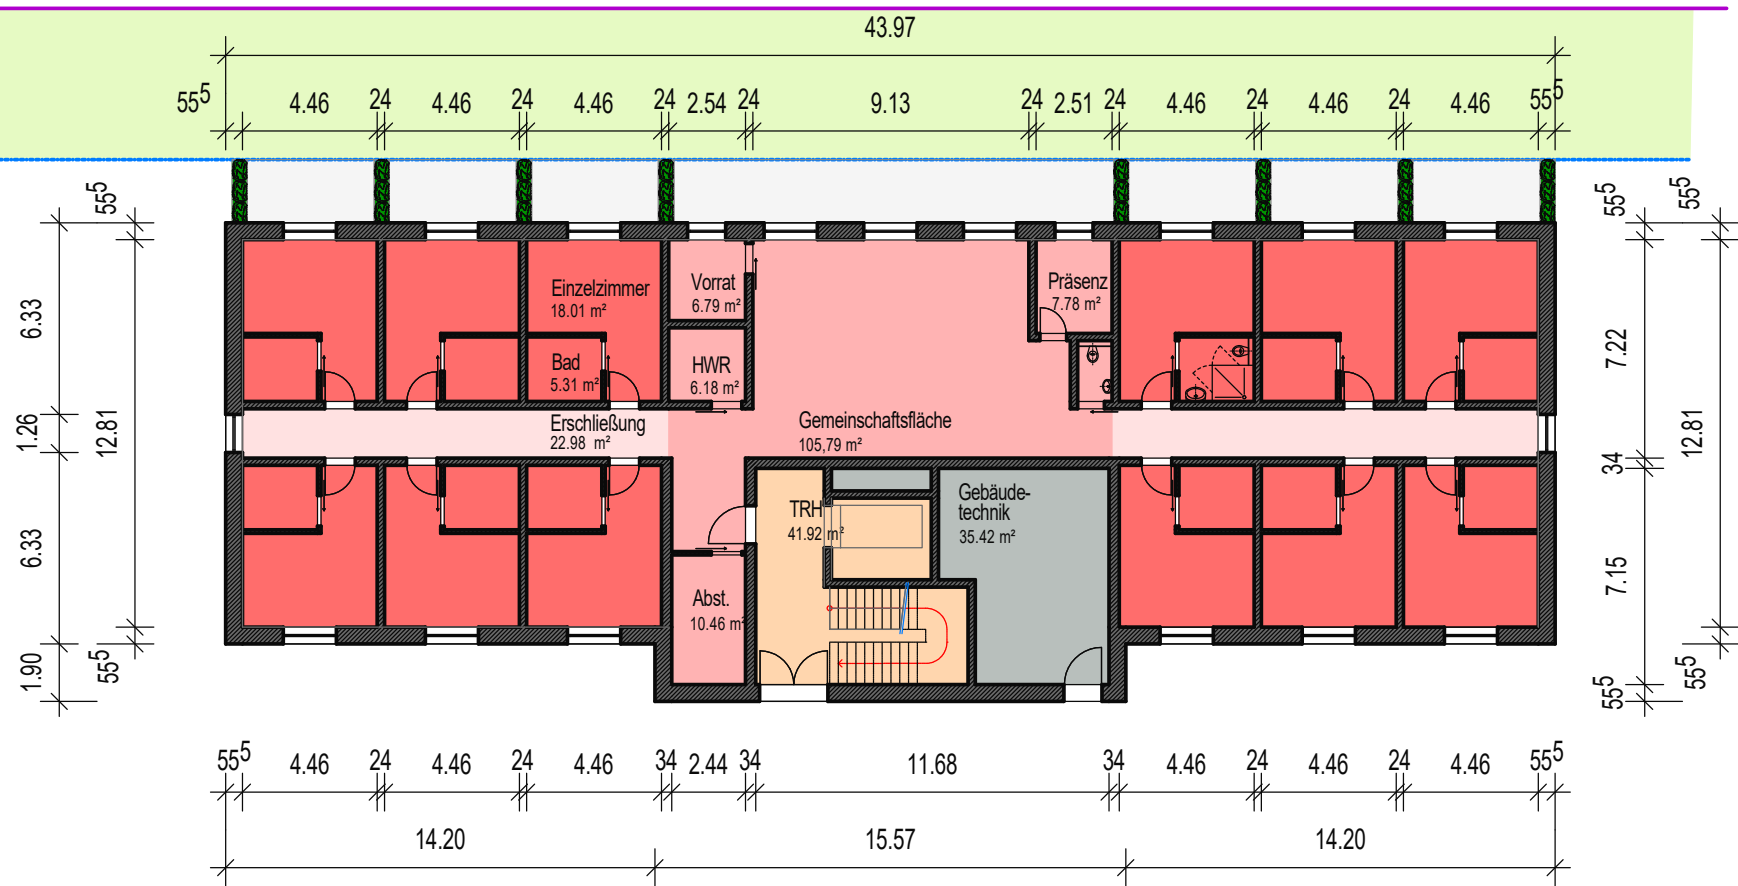 43.97
55⁵ 4.46 24 4.46 24 4.46 24 2.54 24 9.13 24 2.51 24 4.46 24 4.46 24 4.46 55⁵
55⁵
55⁵
55⁵
6.33
1.26
6.33
1.90
12.81
55⁵
Einzelzimmer
18.01 m²
Bad
5.31 m²
Vorrat
6.79 m²
HWR
6.18 m²
Präsenz
7.78 m²
Erschließung
22.98 m²
Gemeinschaftsfläche
105,79 m²
TRH
41.92 m²
Gebäude-
technik
35.42 m²
Abst.
10.46 m²
7.22
34
7.15
55⁵
12.81
55⁵
55⁵ 4.46 24 4.46 24 4.46 34 2.44 34 11.68 34 4.46 24 4.46 24 4.46 55⁵
14.20 15.57 14.20